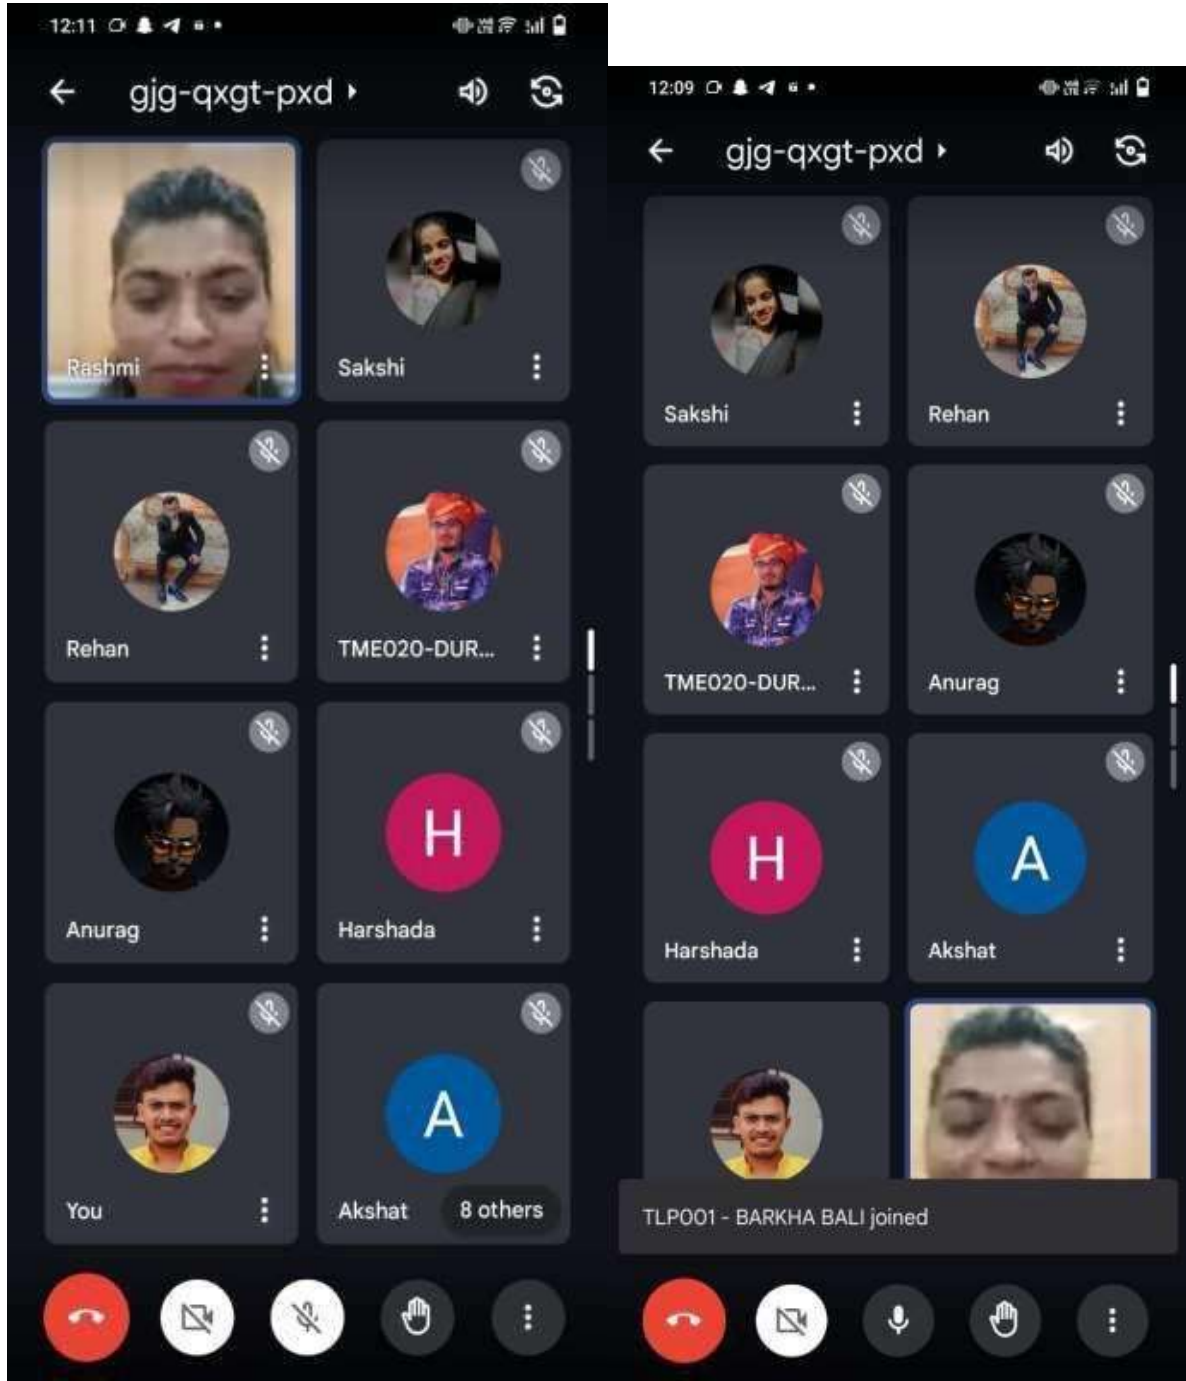 12:11
gjg-qxgt-pxd
Rashmi
Sakshi
Rehan
TME020-DUR...
Anurag
H
Harshada
You
A
Akshat
8 others
12:09
gjg-qxgt-pxd
Sakshi
Rehan
TME020-DUR...
Anurag
H
Harshada
A
Akshat
TLP001 - BARKHA BALI joined